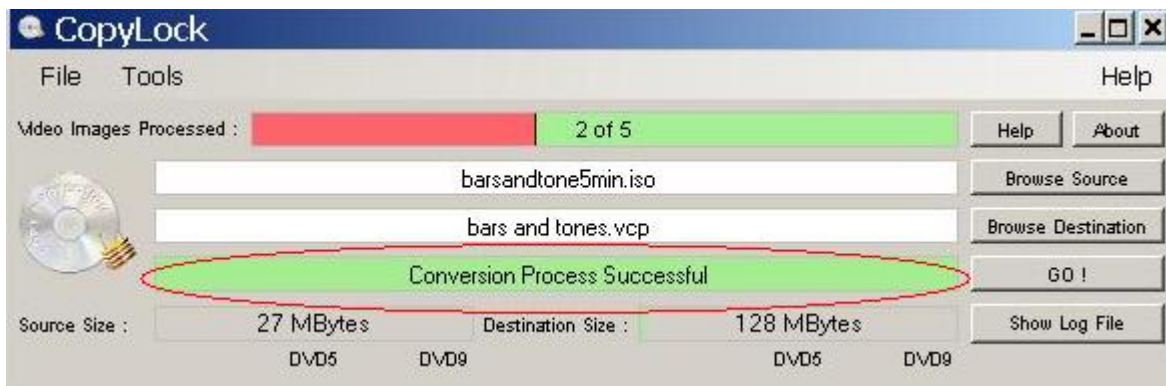 CopyLock
File Tools Help
Video Images Processed : 2 of 5 Help About
barsandtone5min.iso Browse Source
bars and tones.vcp Browse Destination
Conversion Process Successful GO !
Source Size : 27 MBytes Destination Size : 128 MBytes Show Log File
DVD5 DVD9 DVD5 DVD9